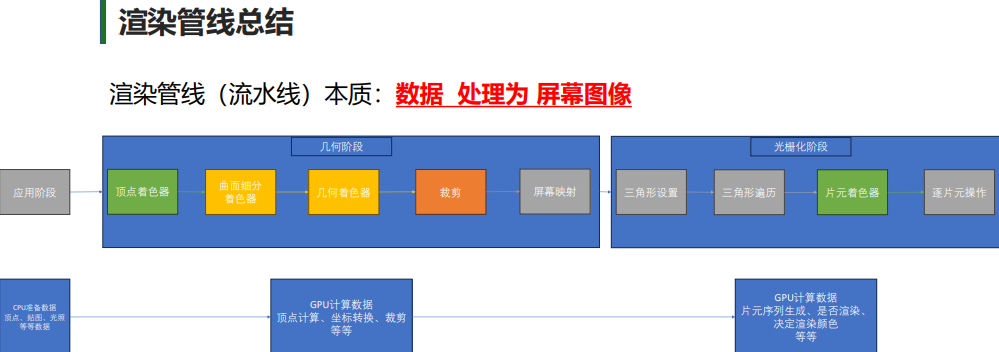 渲染管线总结
渲染管线（流水线）本质：数据 处理为 屏幕图像
几何阶段
光栅化阶段
应用阶段
顶点着色器
曲面细分
着色器
几何着色器
裁剪
屏幕映射
三角形设置
三角形遍历
片元着色器
逐片元操作
CPU准备数据
顶点、贴图、光照
等等数据
GPU计算数据
顶点计算、坐标转换、裁剪
等等
GPU计算数据
片元序列生成、是否渲染、
决定渲染颜色
等等